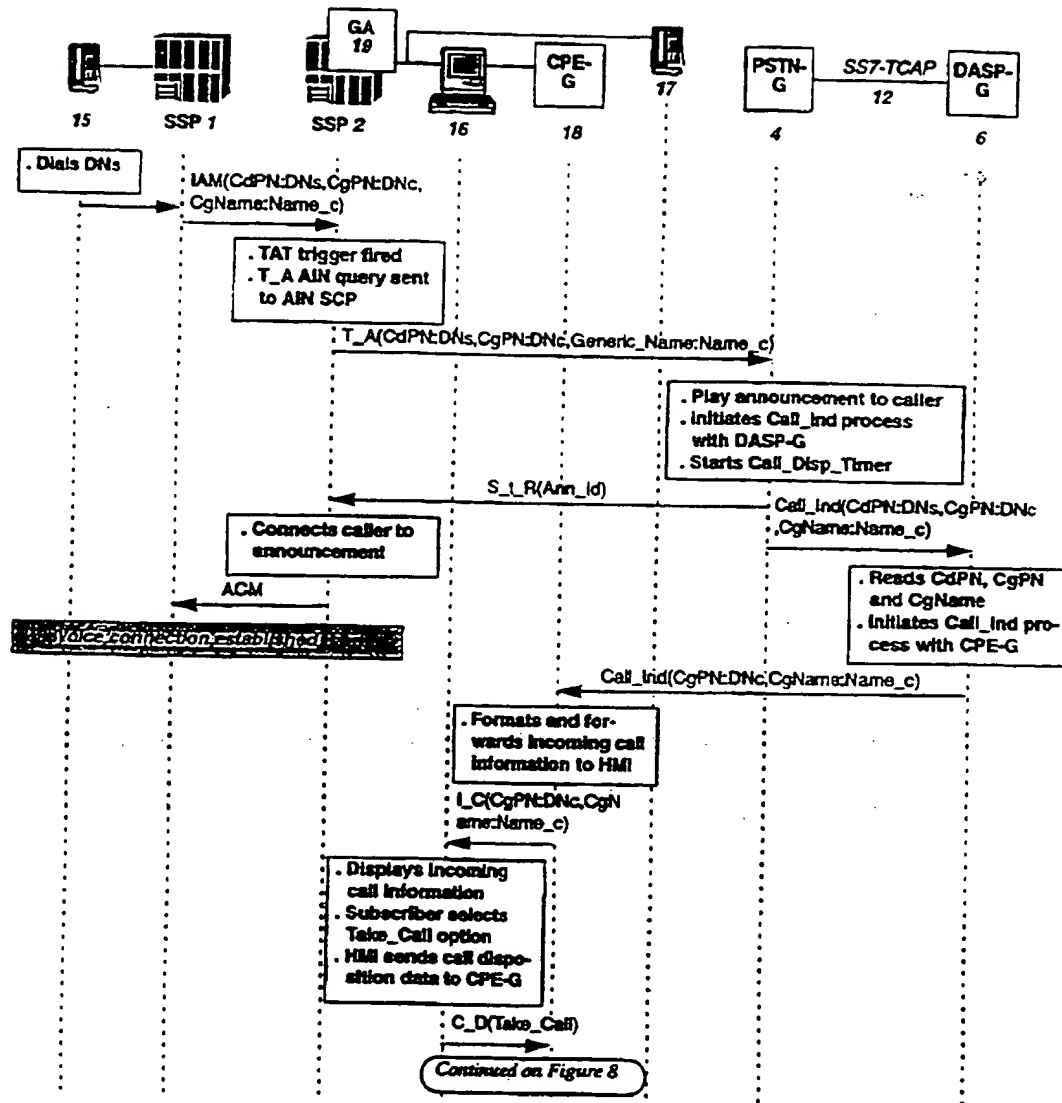 GA
19
CPE-
G
PSTN-
G
SS7-TCAP
12
DASP-
G
15
SSP 1
SSP 2
16
18
17
4
6
. Dials DNs
IAM(CdPN:DNs,CgPN:DNc,
CgName:Name_c)
. TAT trigger fired
. T_A AIN query sent
to AIN SCP
T_A(CdPN:DNs,CgPN:DNc,Generic_Name:Name_c)
. Play announcement to caller
. Initiates Call_Ind process
with DASP-G
. Starts Call_Disp_Timer
S_t_R(Ann_id)
Call_Ind(CdPN:DNs,CgPN:DNc
,CgName:Name_c)
. Connects caller to
announcement
ACM
. Reads CdPN, CgPN
and CgName
. Initiates Call_Ind pro-
cess with CPE-G
Voice connection established
Call_Ind(CgPN:DNc,CgName:Name_c)
. Formats and for-
wards incoming call
information to HMI
I_C(CgPN:DNc,CgN
ame:Name_c)
. Displays incoming
call information
. Subscriber selects
Take_Call option
. HMI sends call dispo-
sition data to CPE-G
C_D(Take_Call)
Continued on Figure 8